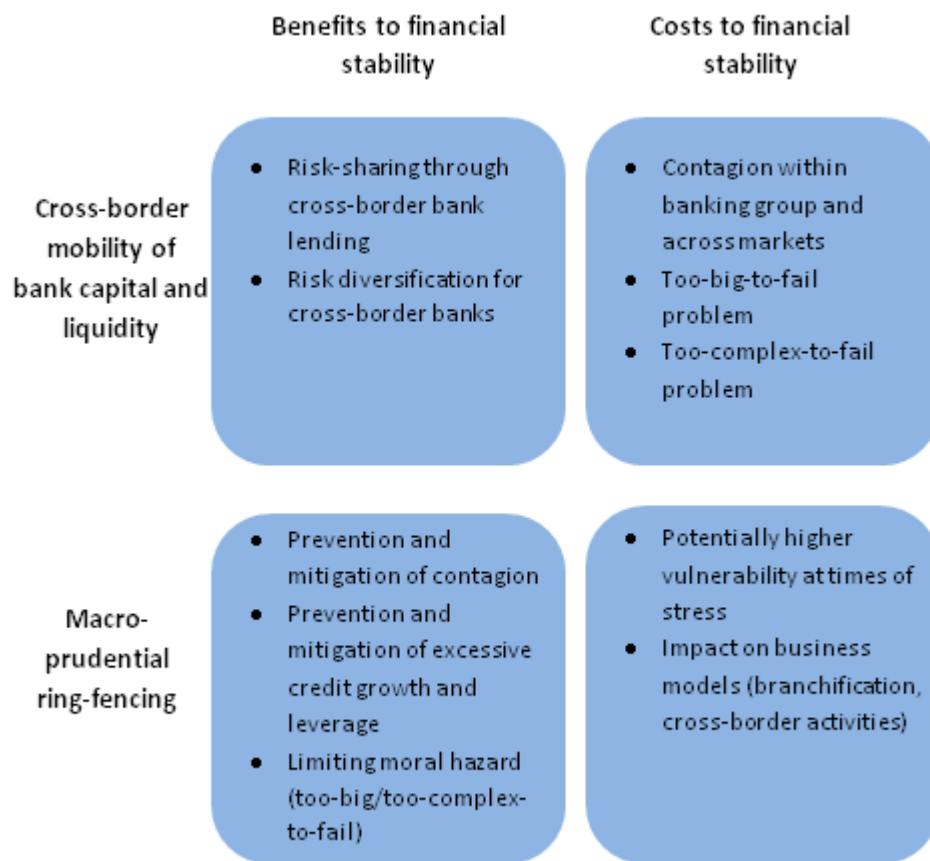 Benefits to financial
stability
Costs to financial
stability
Cross-border
mobility of
bank capital and
liquidity
● Risk-sharing through
cross-border bank
lending
● Risk diversification for
cross-border banks
● Contagion within
banking group and
across markets
● Too-big-to-fail
problem
● Too-complex-to-fail
problem
Macro-
prudential
ring-fencing
● Prevention and
mitigation of contagion
● Prevention and
mitigation of excessive
credit growth and
leverage
● Limiting moral hazard
(too-big/too-complex-
to-fail)
● Potentially higher
vulnerability at times of
stress
● Impact on business
models (branchification,
cross-border activities)